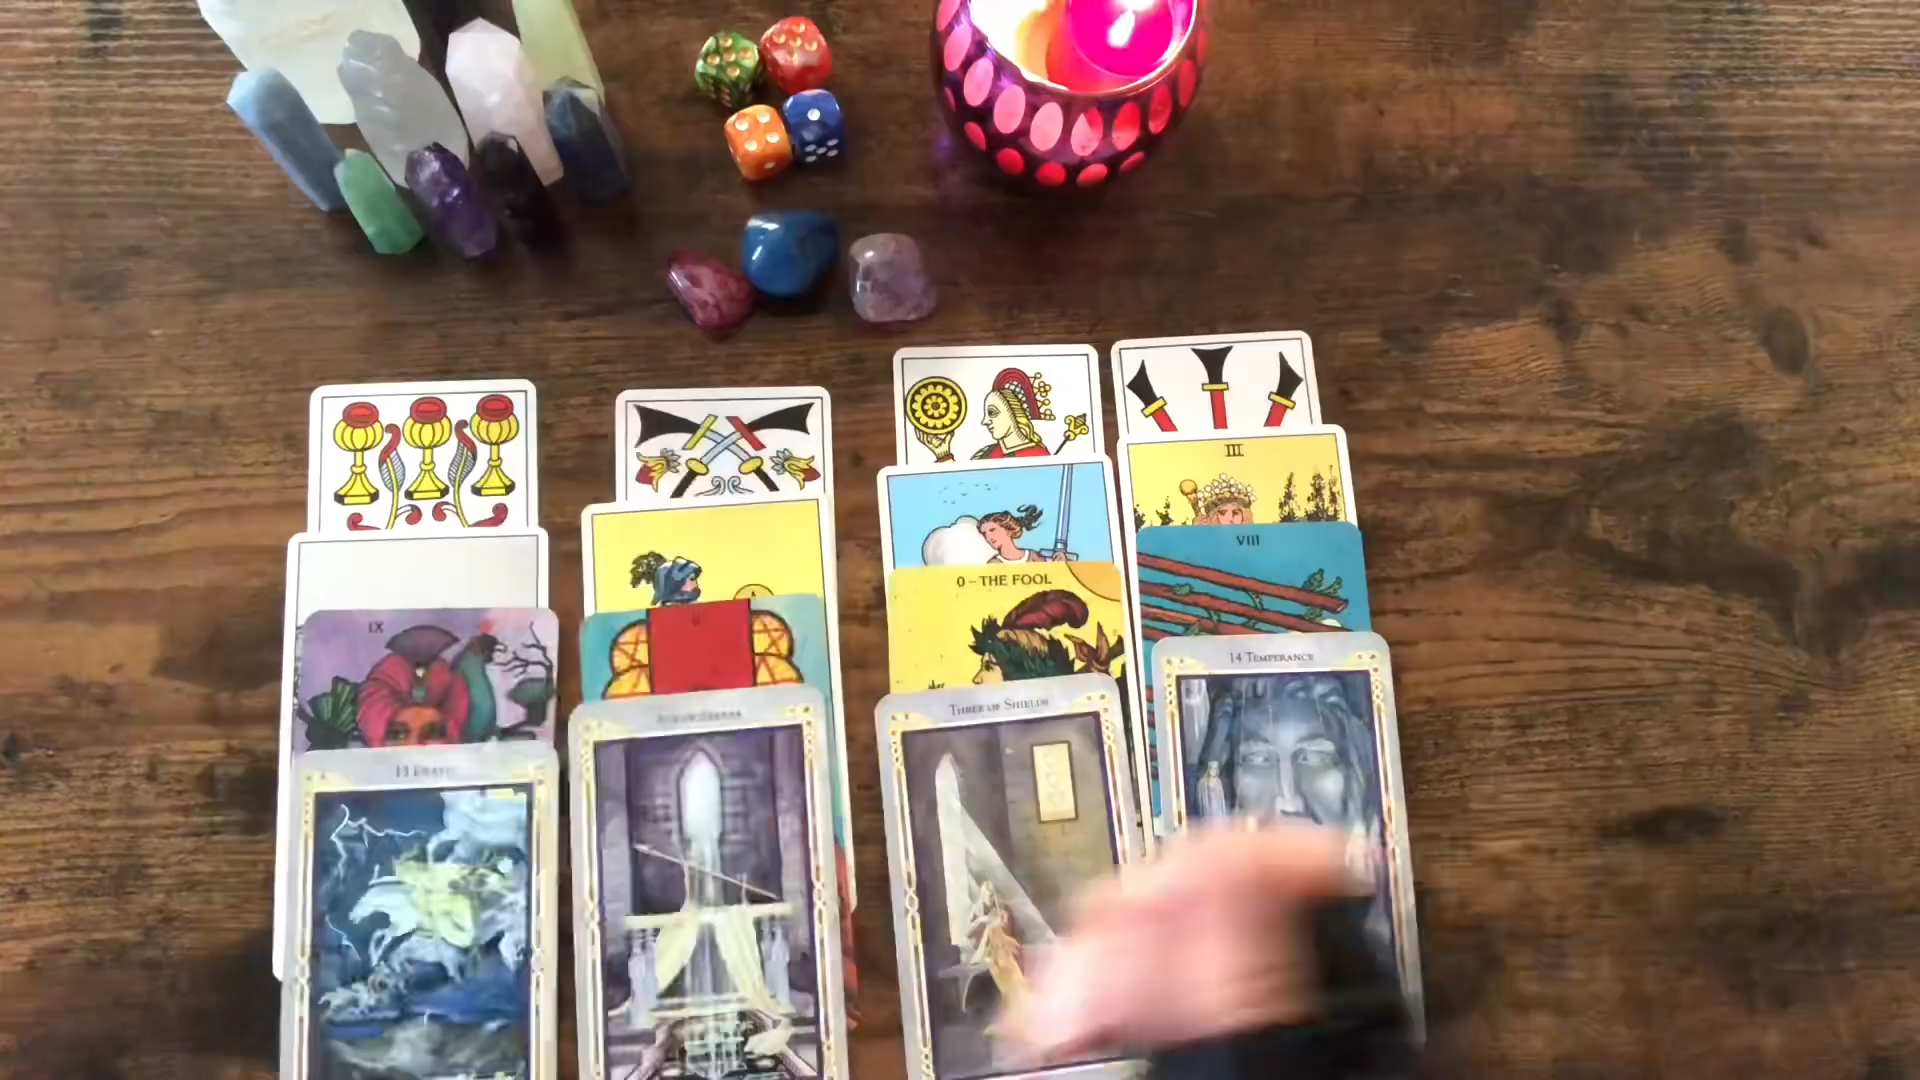 III
VIII
0 – THE FOOL
IX
14 TEMPERANCE
THREE OF SHIELDS